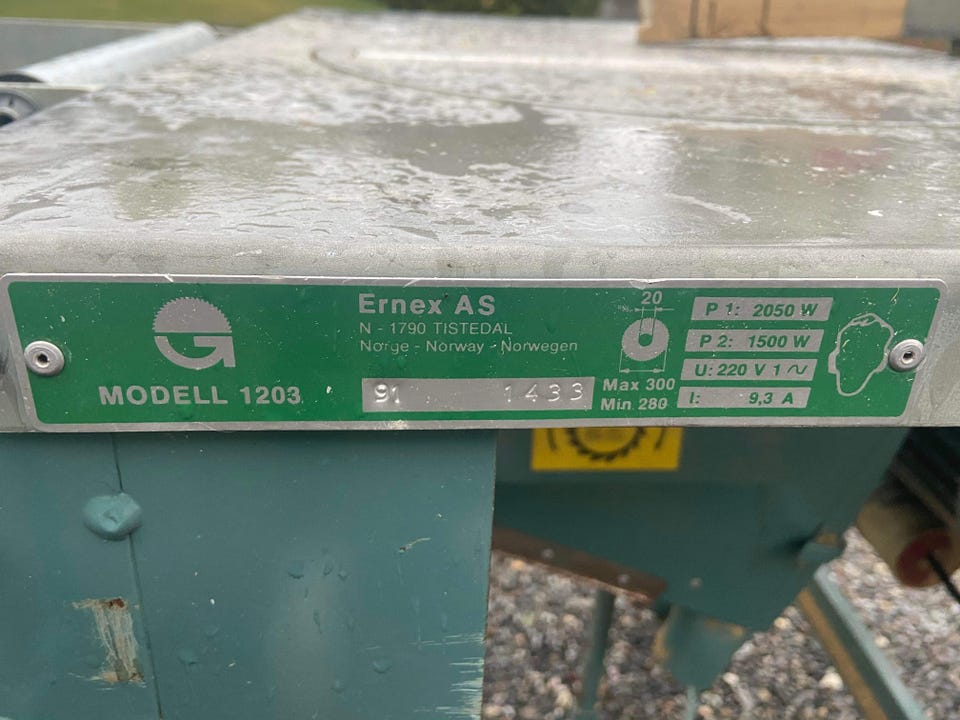 Ernex AS
N - 1790 TISTEDAL
Norge - Norway - Norwegen
MODELL 1203
91 1433
20
Max 300
Min 280
P 1: 2050 W
P 2: 1500 W
U: 220 V 1 ∿
I: 9,3 A